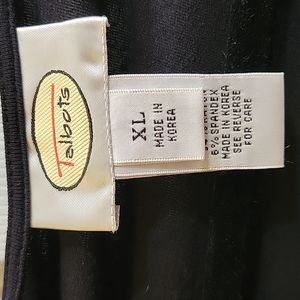 Talbots
XL
MADE IN
KOREA
6% SPANDEX
MADE IN KOREA
SEE REVERSE
FOR CARE